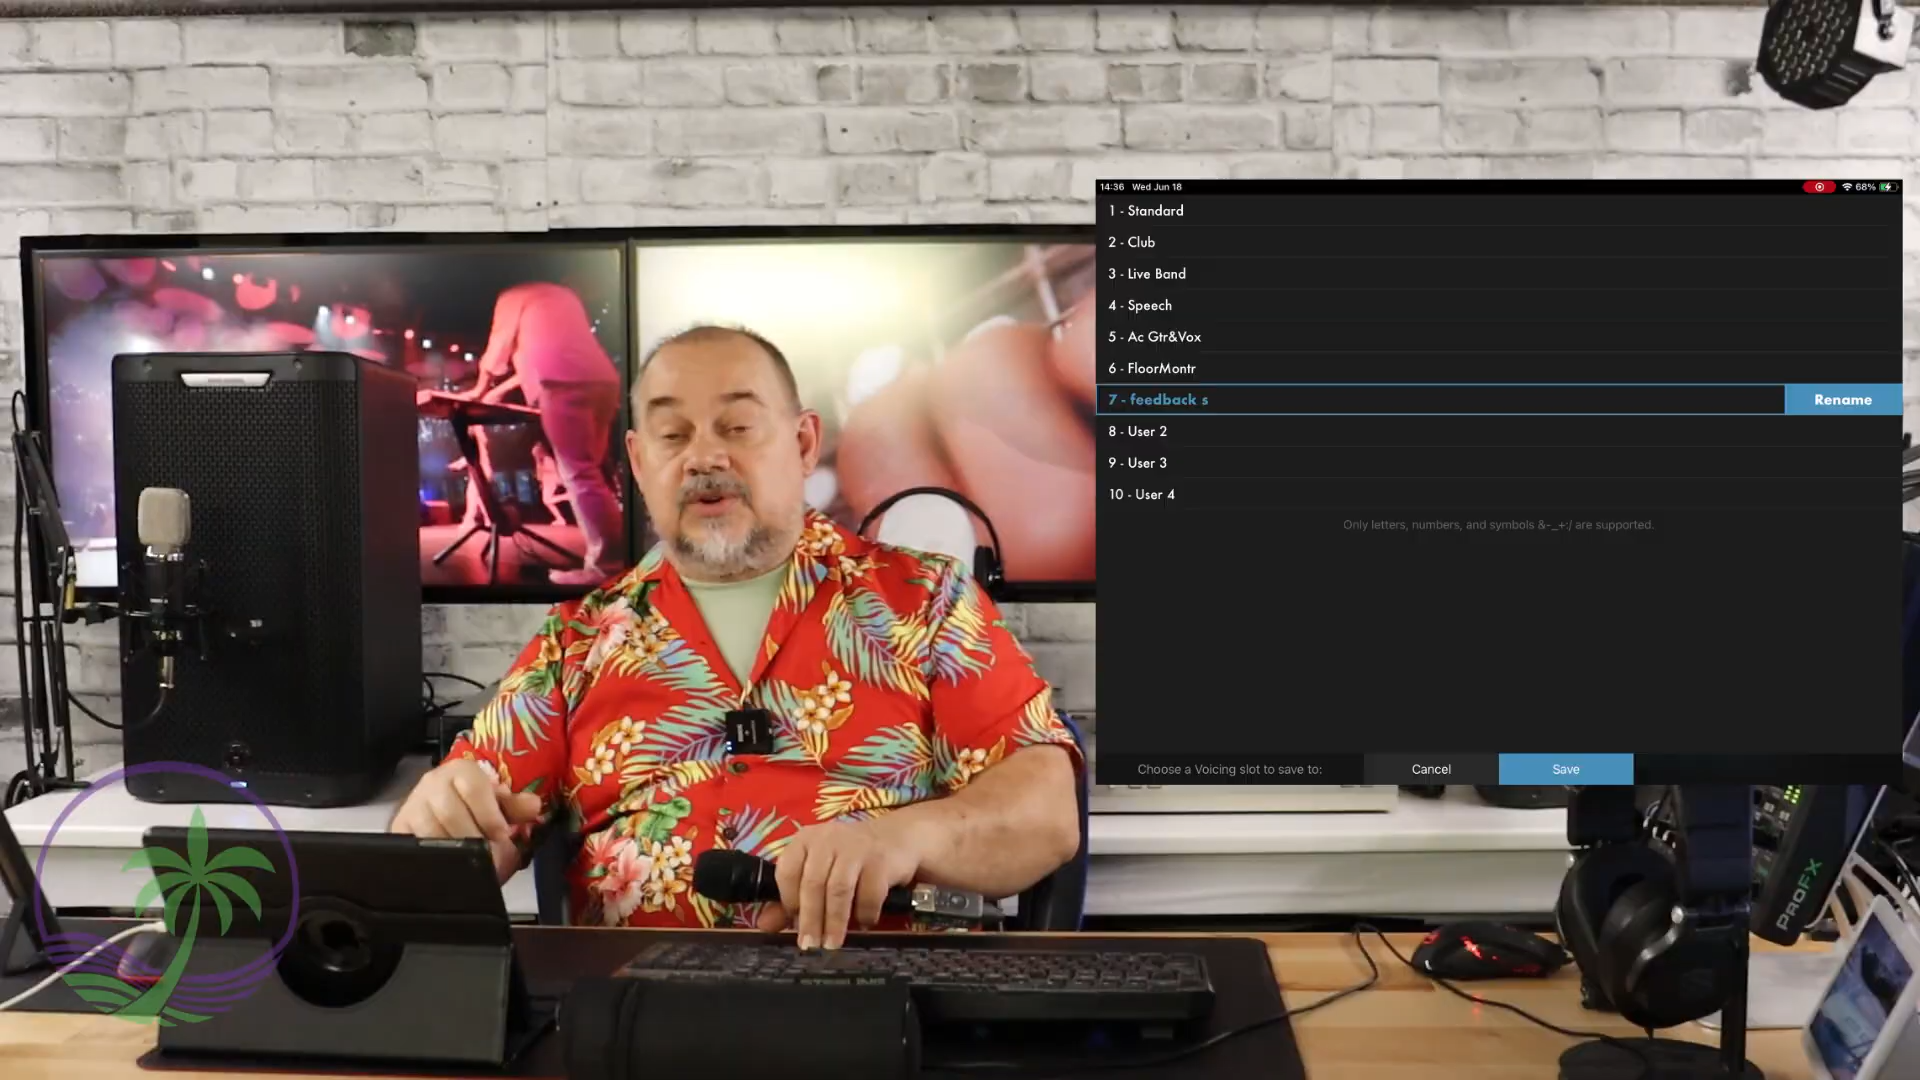 14:36 Wed Jun 18
68%
1 - Standard
2 - Club
3 - Live Band
4 - Speech
5 - Ac Gtr&Vox
6 - FloorMontr
7 - feedback s
Rename
8 - User 2
9 - User 3
10 - User 4
Only letters, numbers, and symbols &-_+:/ are supported.
Choose a Voicing slot to save to:
Cancel
Save
PROFX